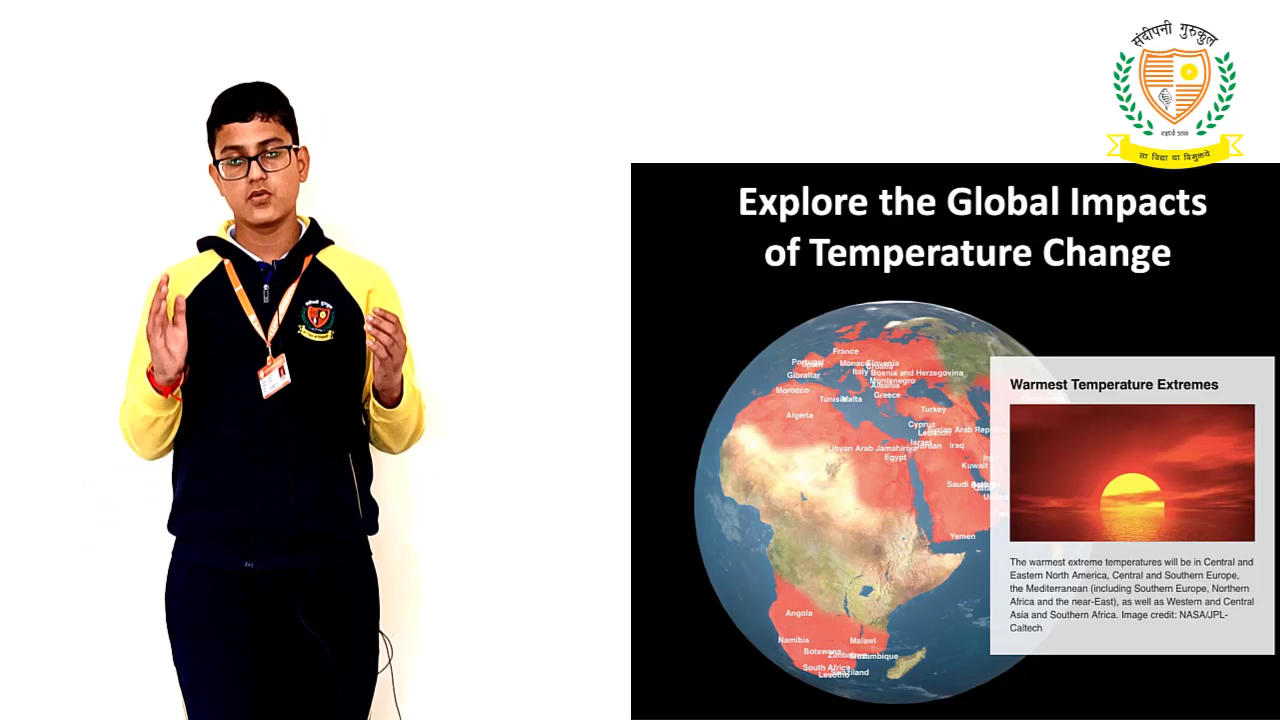 संदीपनी गुरुकुल
सा विद्या या विमुक्तये
Explore the Global Impacts
of Temperature Change
France
Portugal
Monaco
Slovenia
Croatia
Spain
Italy
Bosnia and Herzegovina
Gibraltar
Montenegro
Albania
Morocco
Greece
Tunisia
Malta
Turkey
Algeria
Cyprus
Syrian Arab
Lebanon
Israel
Jordan
Iraq
Libyan Arab Jamahiriya
Egypt
Kuwait
Saudi
Yemen
Angola
Namibia
Malawi
Botswana
Zimbabwe
Mozambique
South Africa
Swaziland
Lesotho
Warmest Temperature Extremes
The warmest extreme temperatures will be in Central and
Eastern North America, Central and Southern Europe,
the Mediterranean (including Southern Europe, Northern
Africa and the near-East), as well as Western and Central
Asia and Southern Africa. Image credit: NASA/JPL-
Caltech